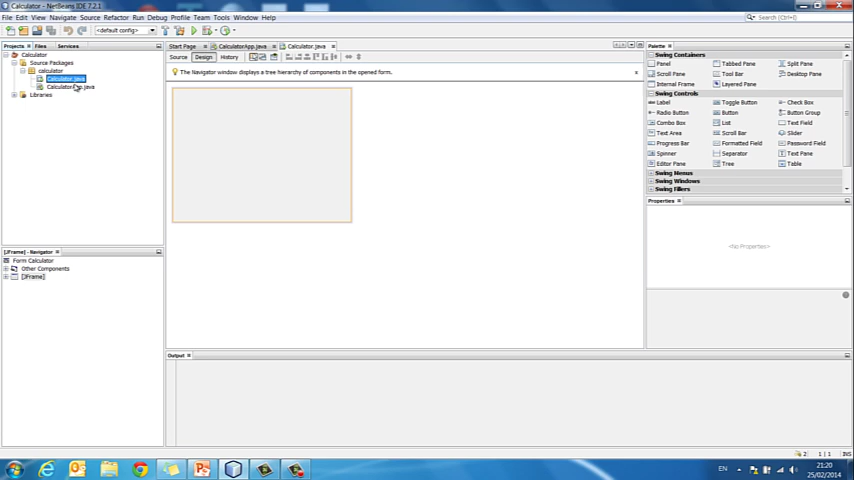 Calculator - NetBeans IDE 7.2.1
File Edit View Navigate Source Refactor Run Debug Profile Team Tools Window Help
Search (Ctrl+I)
<default config>
Projects Files Services
Start Page CalculatorApp.java Calculator.java
Palette
Calculator
Source Packages
calculator
Calculator.java
Libraries
Source Design History
The Navigator window displays a tree hierarchy of components in the opened form.
Swing Containers
Panel Tabbed Pane Split Pane
Scroll Pane Tool Bar Desktop Pane
Internal Frame Layered Pane
Swing Controls
Label Toggle Button Check Box
Radio Button Button Button Group
Combo Box List Text Field
Text Area Scroll Bar Slider
Progress Bar Formatted Field Password Field
Spinner Separator Text Pane
Editor Pane Tree Table
Swing Menus
Swing Windows
Swing Fillers
Properties
<No Properties>
[JFrame] - Navigator
Form Calculator
Other Components
[JFrame]
Output
2 1 | 1 INS
EN 21:20
25/02/2014